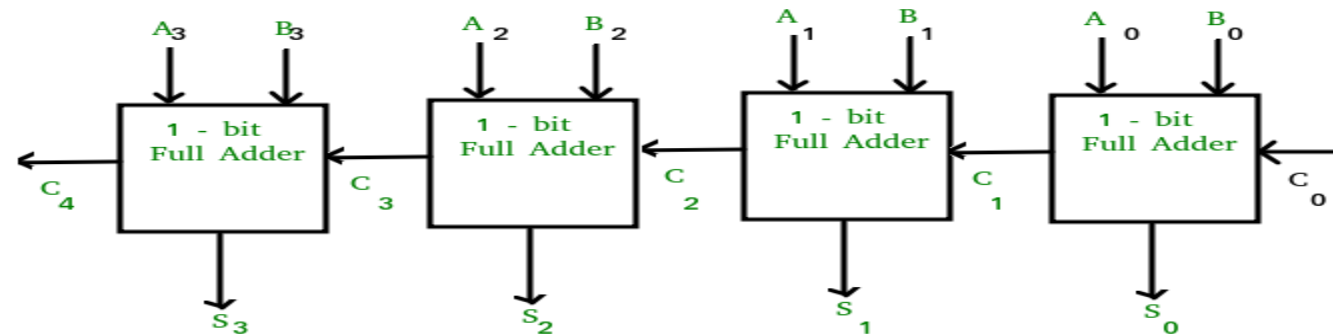 A3 B3 A2 B2 A1 B1 A0 B0
1 - bit
Full Adder
1 - bit
Full Adder
1 - bit
Full Adder
1 - bit
Full Adder
C4 C3 C2 C1 C0
S3 S2 S1 S0